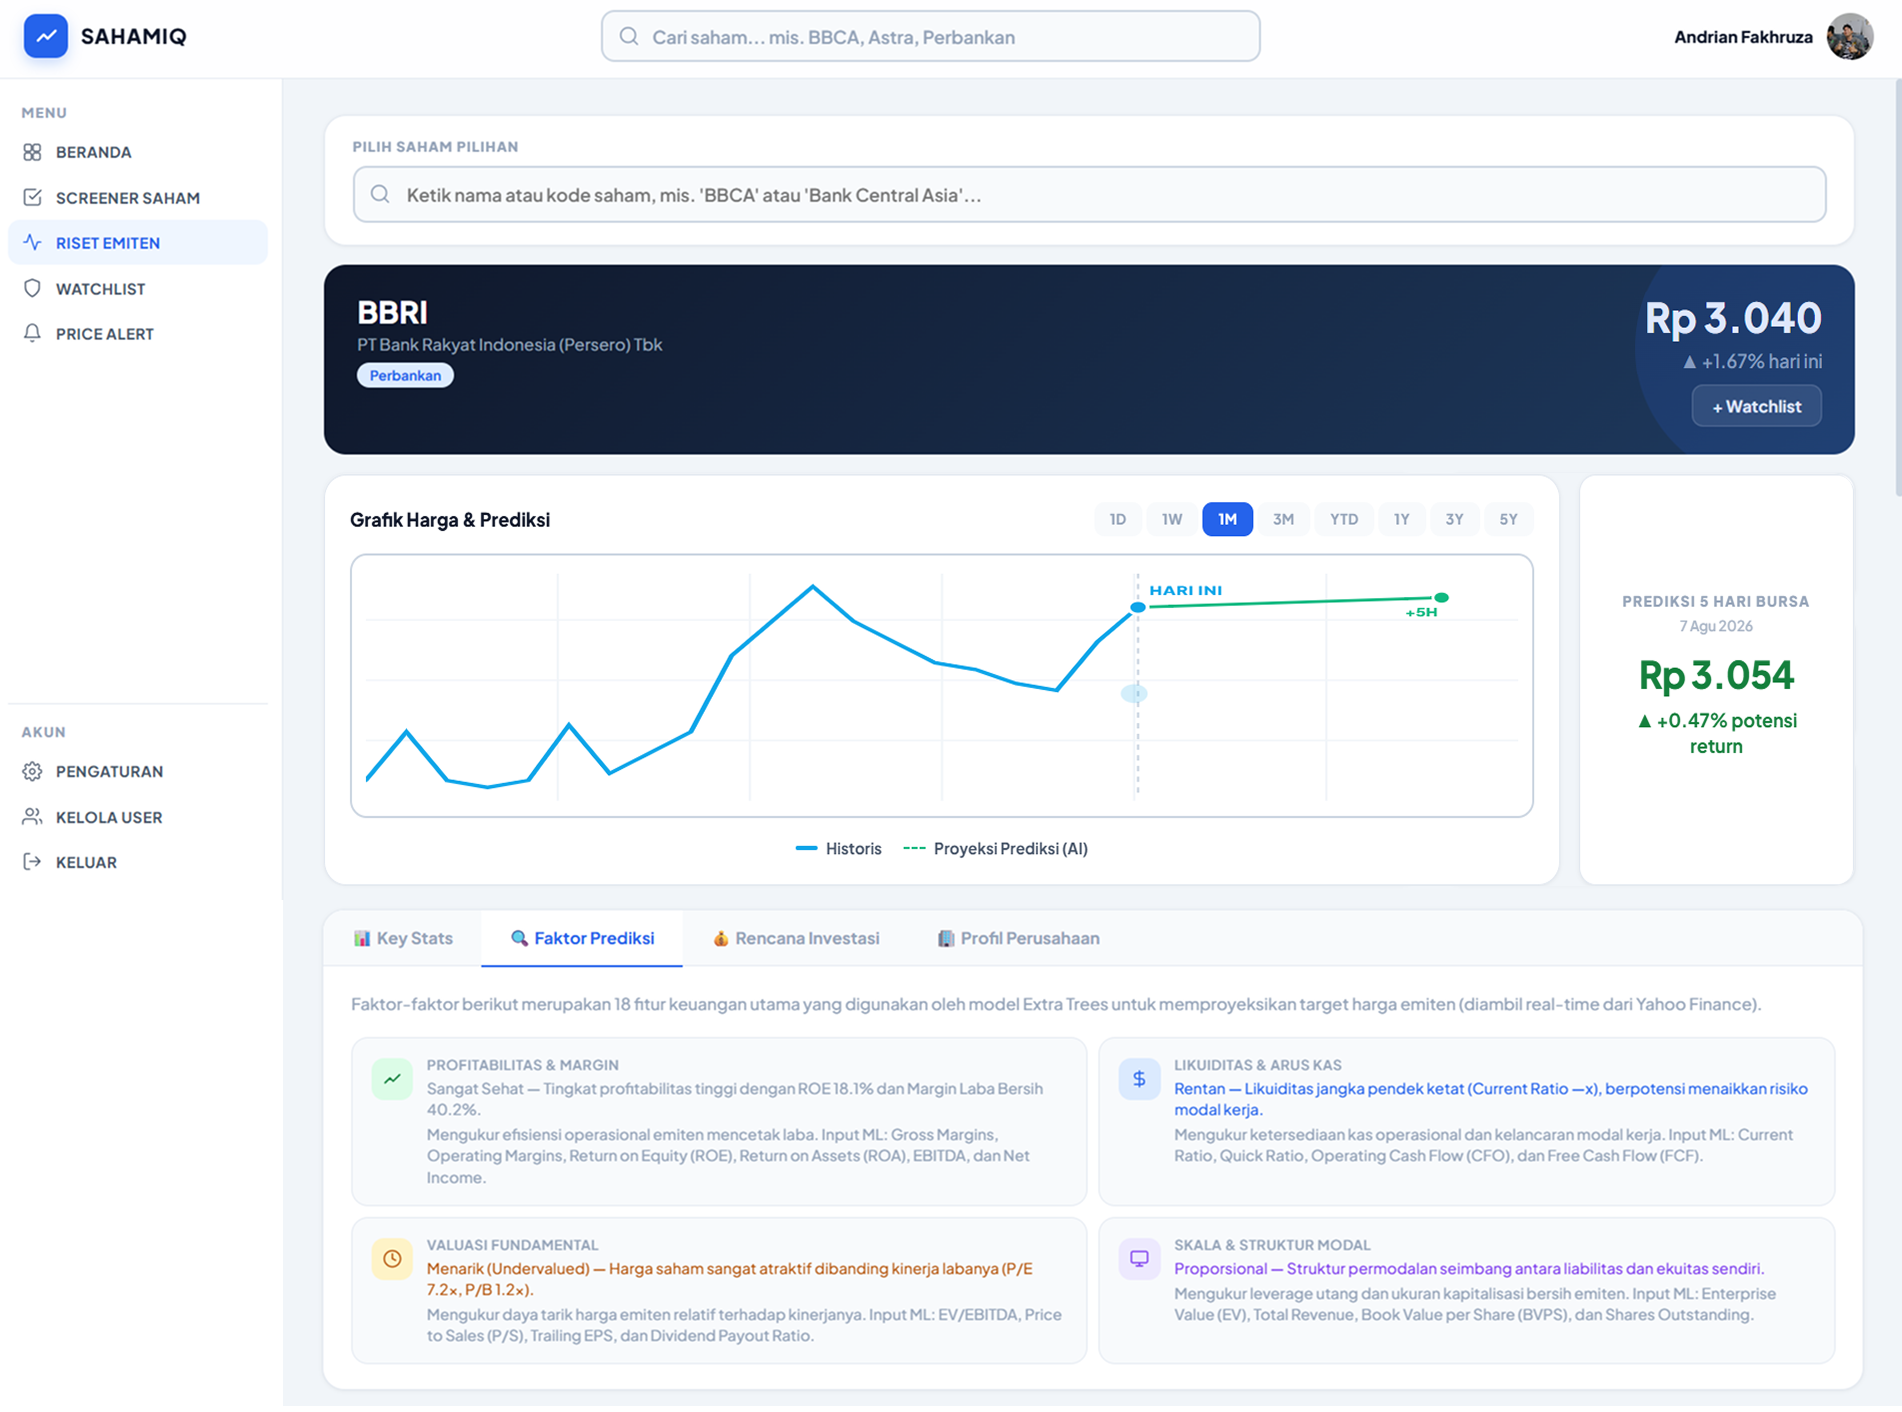 SAHAMIQ
Cari saham... mis. BBCA, Astra, Perbankan
Andrian Fakhruza
MENU
BERANDA
SCREENER SAHAM
RISET EMITEN
WATCHLIST
PRICE ALERT
AKUN
PENGATURAN
KELOLA USER
KELUAR
PILIH SAHAM PILIHAN
Ketik nama atau kode saham, mis. 'BBCA' atau 'Bank Central Asia'...
BBRI
PT Bank Rakyat Indonesia (Persero) Tbk
Perbankan
Rp 3.040
▲ +1.67% hari ini
+ Watchlist
Grafik Harga & Prediksi
1D 1W 1M 3M YTD 1Y 3Y 5Y
HARI INI
+5H
Historis Proyeksi Prediksi (AI)
PREDIKSI 5 HARI BURSA
7 Agu 2026
Rp 3.054
▲ +0.47% potensi
return
Key Stats Faktor Prediksi Rencana Investasi Profil Perusahaan
Faktor-faktor berikut merupakan 18 fitur keuangan utama yang digunakan oleh model Extra Trees untuk memproyeksikan target harga emiten (diambil real-time dari Yahoo Finance).
PROFITABILITAS & MARGIN
Sangat Sehat — Tingkat profitabilitas tinggi dengan ROE 18.1% dan Margin Laba Bersih
40.2%.
Mengukur efisiensi operasional emiten mencetak laba. Input ML: Gross Margins,
Operating Margins, Return on Equity (ROE), Return on Assets (ROA), EBITDA, dan Net
Income.
LIKUIDITAS & ARUS KAS
Rentan — Likuiditas jangka pendek ketat (Current Ratio —x), berpotensi menaikkan risiko
modal kerja.
Mengukur ketersediaan kas operasional dan kelancaran modal kerja. Input ML: Current
Ratio, Quick Ratio, Operating Cash Flow (CFO), dan Free Cash Flow (FCF).
VALUASI FUNDAMENTAL
Menarik (Undervalued) — Harga saham sangat atraktif dibanding kinerja labanya (P/E
7.2×, P/B 1.2×).
Mengukur daya tarik harga emiten relatif terhadap kinerjanya. Input ML: EV/EBITDA, Price
to Sales (P/S), Trailing EPS, dan Dividend Payout Ratio.
SKALA & STRUKTUR MODAL
Proporsional — Struktur permodalan seimbang antara liabilitas dan ekuitas sendiri.
Mengukur leverage utang dan ukuran kapitalisasi bersih emiten. Input ML: Enterprise
Value (EV), Total Revenue, Book Value per Share (BVPS), dan Shares Outstanding.